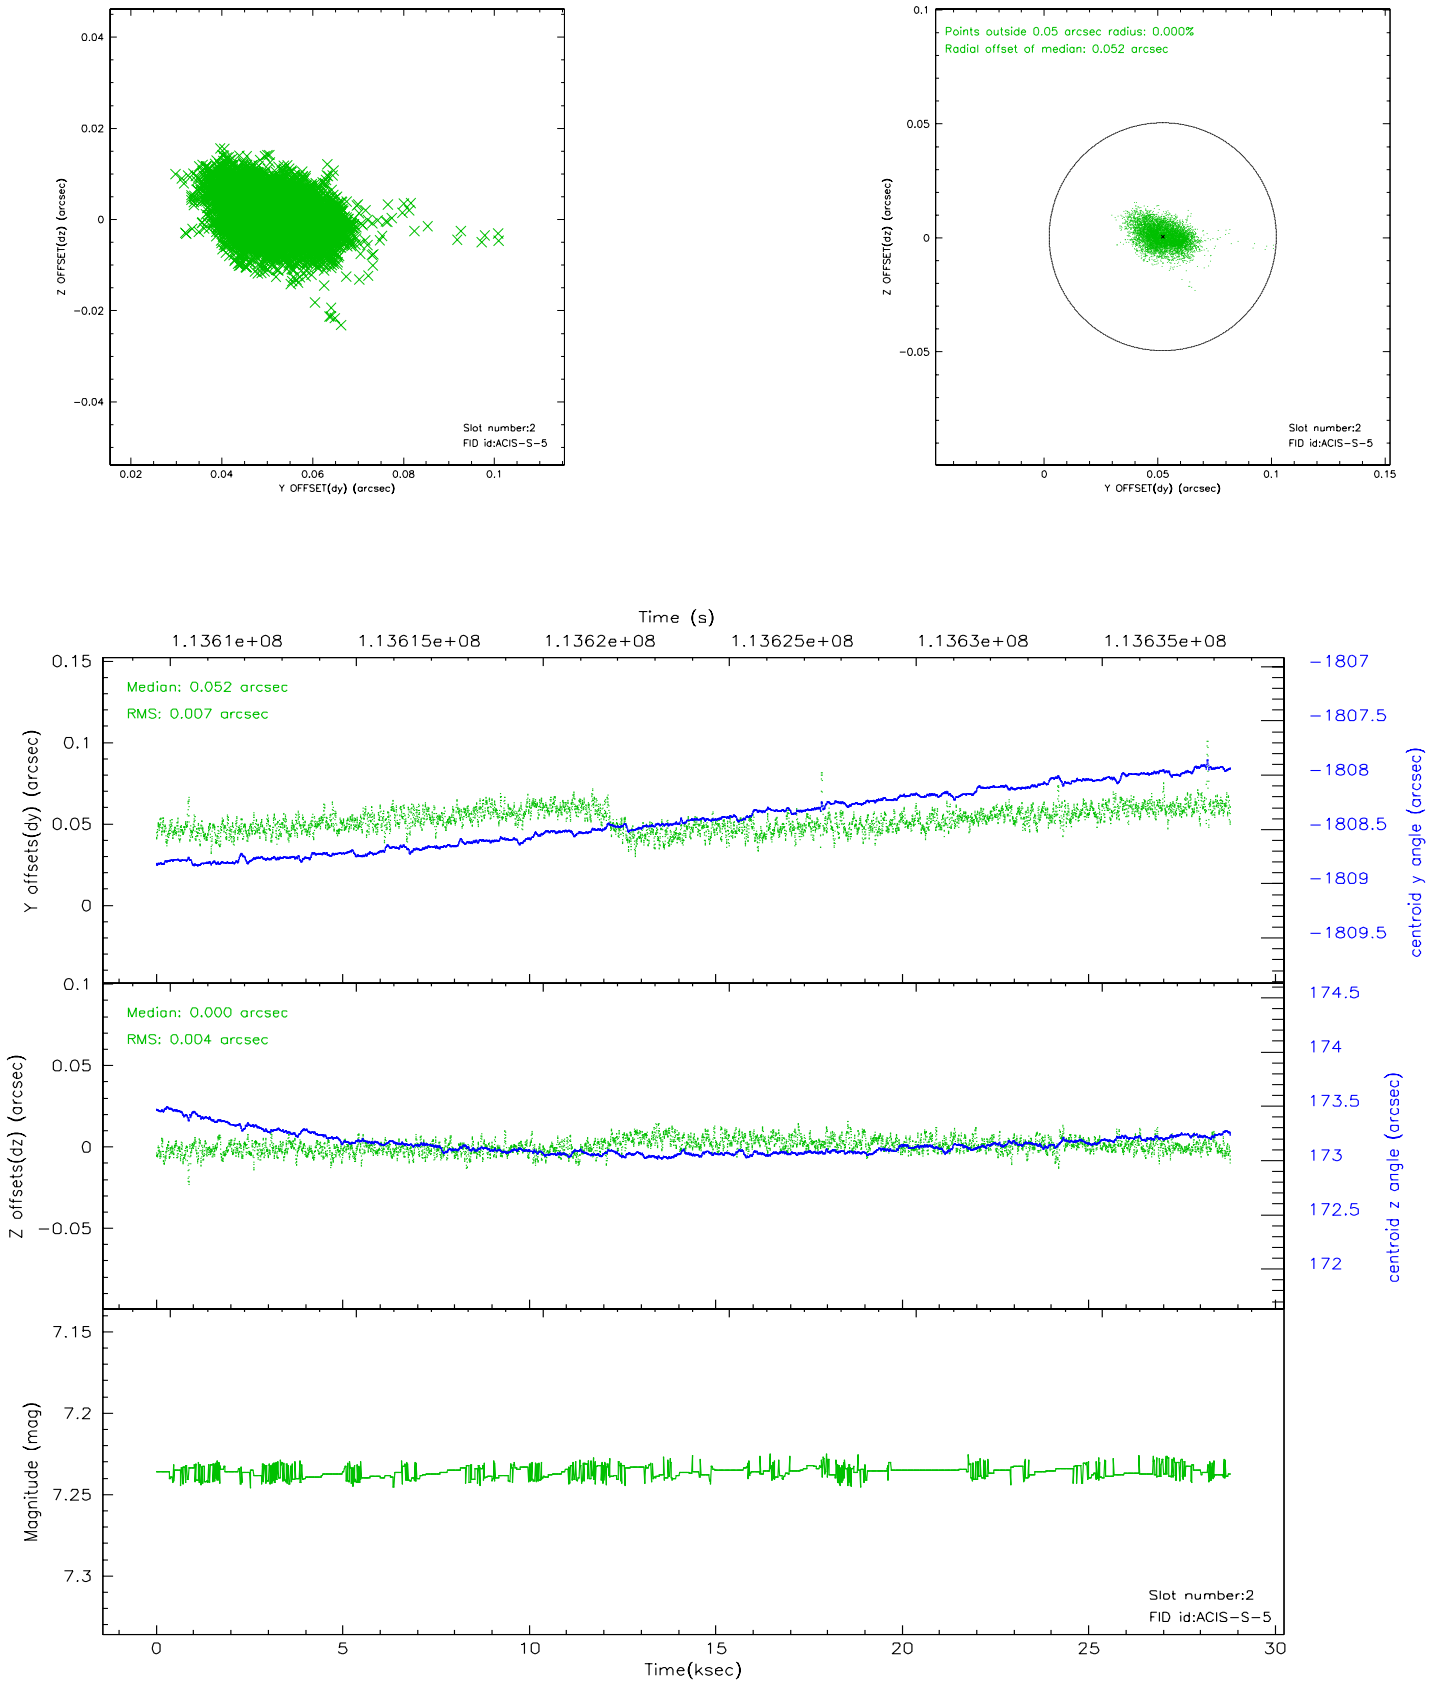 0.04
0.02
0
−0.02
−0.04
Z OFFSET(dz) (arcsec)
Slot number:2
FID id:ACIS−S−5
0.02 0.04 0.06 0.08 0.1
Y OFFSET(dy) (arcsec)
0.1
0.05
0
−0.05
Z OFFSET(dz) (arcsec)
Points outside 0.05 arcsec radius: 0.000%
Radial offset of median: 0.052 arcsec
Slot number:2
FID id:ACIS−S−5
0 0.05 0.1 0.15
Y OFFSET(dy) (arcsec)
Time (s)
1.1361e+08 1.13615e+08 1.1362e+08 1.13625e+08 1.1363e+08 1.13635e+08
0.15
0.1
0.05
0
Y offsets(dy) (arcsec)
Median: 0.052 arcsec
RMS: 0.007 arcsec
−1807
−1807.5
−1808
−1808.5
−1809
−1809.5
centroid y angle (arcsec)
0.1
0.05
0
−0.05
Z offsets(dz) (arcsec)
Median: 0.000 arcsec
RMS: 0.004 arcsec
174.5
174
173.5
173
172.5
172
centroid z angle (arcsec)
7.15
7.2
7.25
7.3
Magnitude (mag)
Slot number:2
FID id:ACIS−S−5
0 5 10 15 20 25 30
Time(ksec)